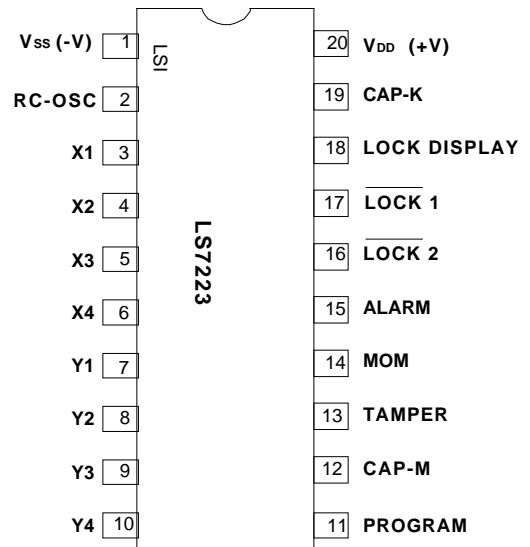 VSS (-V) 1
RC-OSC 2
X1 3
X2 4
X3 5
X4 6
Y1 7
Y2 8
Y3 9
Y4 10
LSI
LS7223
20 VDD (+V)
19 CAP-K
18 LOCK DISPLAY
17 L̅O̅C̅K̅ 1
16 L̅O̅C̅K̅ 2
15 ALARM
14 MOM
13 TAMPER
12 CAP-M
11 PROGRAM